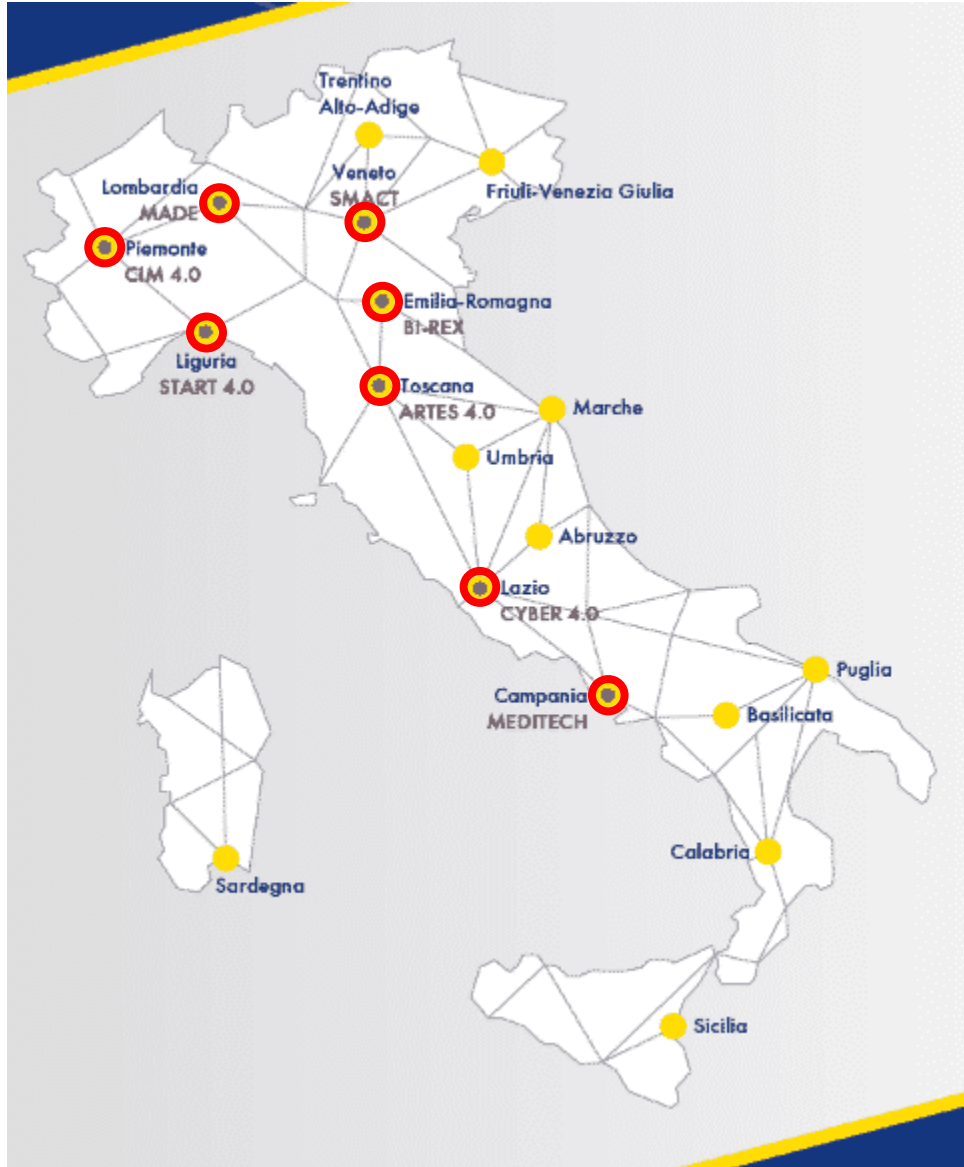 Trentino
Alto-Adige
Veneto
SMACT
Friuli-Venezia Giulia
Lombardia
MADE
Piemonte
CIM 4.0
Emilia-Romagna
BI-REX
Liguria
START 4.0
Toscana
ARTES 4.0
Marche
Umbria
Abruzzo
Lazio
CYBER 4.0
Puglia
Campania
MEDITECH
Basilicata
Calabria
Sardegna
Sicilia